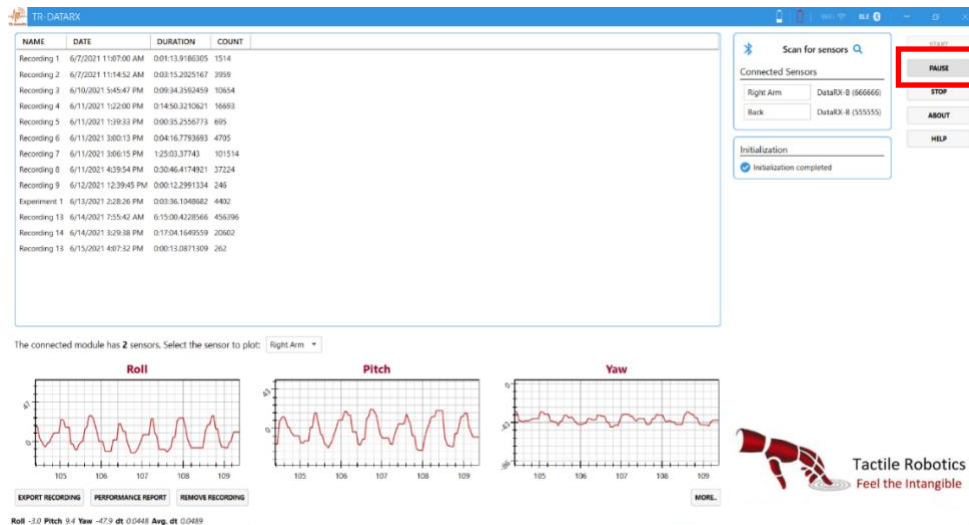 TR-DATARX
WiFi BLE
NAME DATE DURATION COUNT
Recording 1 6/7/2021 11:07:00 AM 0:01:13.9186305 1514
Recording 2 6/7/2021 11:14:52 AM 0:03:15.2025167 3959
Recording 3 6/10/2021 5:45:47 PM 0:09:34.3592459 10654
Recording 4 6/11/2021 1:22:00 PM 0:14:50.3210621 16693
Recording 5 6/11/2021 1:39:33 PM 0:00:35.2556773 695
Recording 6 6/11/2021 3:00:13 PM 0:04:16.7793693 4705
Recording 7 6/11/2021 3:06:15 PM 1:25:03.37743 101514
Recording 8 6/11/2021 4:39:54 PM 0:30:46.4174921 37224
Recording 9 6/12/2021 12:39:45 PM 0:00:12.2991334 246
Experiment 1 6/13/2021 2:28:26 PM 0:03:36.1048682 4402
Recording 13 6/14/2021 7:55:42 AM 6:15:00.4228566 456396
Recording 14 6/14/2021 3:29:38 PM 0:17:04.1649559 20602
Recording 13 6/15/2021 4:07:32 PM 0:00:13.0871309 262
Scan for sensors
Connected Sensors
Right Arm DataRX-B (666666)
Back DataRX-B (555555)
Initialization
Initialization completed
START
PAUSE
STOP
ABOUT
HELP
The connected module has 2 sensors. Select the sensor to plot: Right Arm
Roll
47
0
105 106 107 108 109
Pitch
43
0
105 106 107 108 109
Yaw
0
-43
105 106 107 108 109
EXPORT RECORDING PERFORMANCE REPORT REMOVE RECORDING
MORE..
Tactile Robotics
Feel the Intangible
Roll -3.0 Pitch 9.4 Yaw -47.9 dt 0.0448 Avg. dt 0.0489